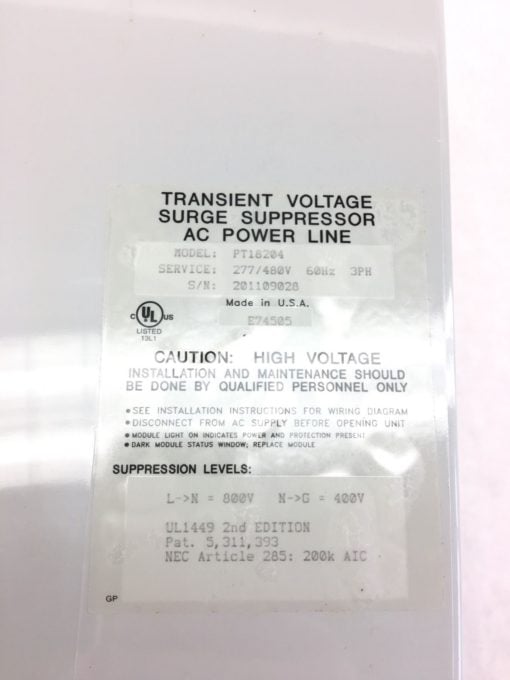 TRANSIENT VOLTAGE
SURGE SUPPRESSOR
AC POWER LINE
MODEL: PT18204
SERVICE: 277/480V 60Hz 3PH
S/N: 201109028
Made in U.S.A.
E74505
C UL US
LISTED
13L1
CAUTION: HIGH VOLTAGE
INSTALLATION AND MAINTENANCE SHOULD
BE DONE BY QUALIFIED PERSONNEL ONLY
• SEE INSTALLATION INSTRUCTIONS FOR WIRING DIAGRAM
• DISCONNECT FROM AC SUPPLY BEFORE OPENING UNIT
• MODULE LIGHT ON INDICATES POWER AND PROTECTION PRESENT
• DARK MODULE STATUS WINDOW; REPLACE MODULE
SUPPRESSION LEVELS:
L->N = 800V N->G = 400V
UL1449 2nd EDITION
Pat. 5,311,393
NEC Article 285: 200k AIC
GP